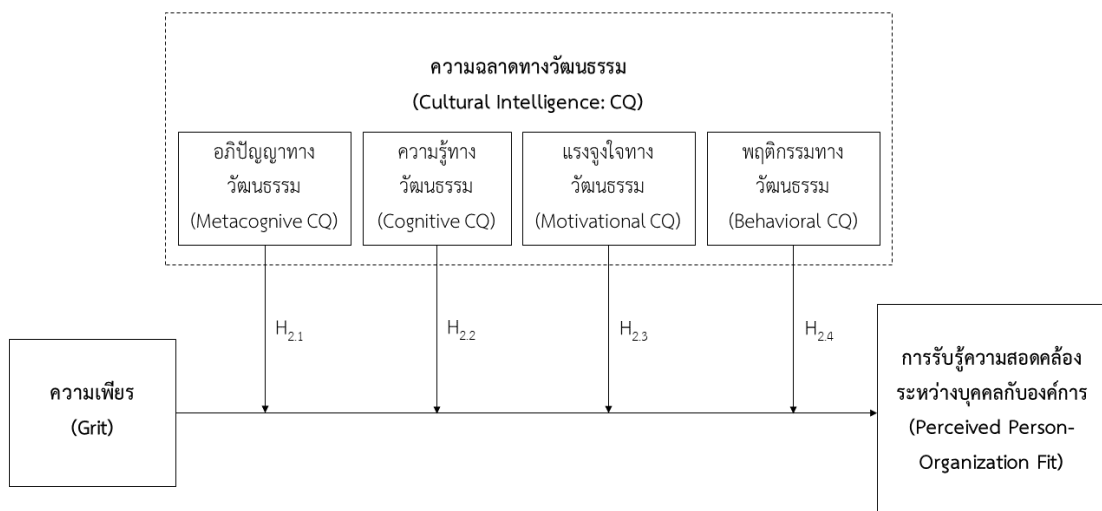 ความฉลาดทางวัฒนธรรม
(Cultural Intelligence: CQ)
อภิปัญญาทาง
วัฒนธรรม
(Metacognive CQ)
ความรู้ทาง
วัฒนธรรม
(Cognitive CQ)
แรงจูงใจทาง
วัฒนธรรม
(Motivational CQ)
พฤติกรรมทาง
วัฒนธรรม
(Behavioral CQ)
H2.1
H2.2
H2.3
H2.4
ความเพียร
(Grit)
การรับรู้ความสอดคล้อง
ระหว่างบุคคลกับองค์การ
(Perceived Person-
Organization Fit)